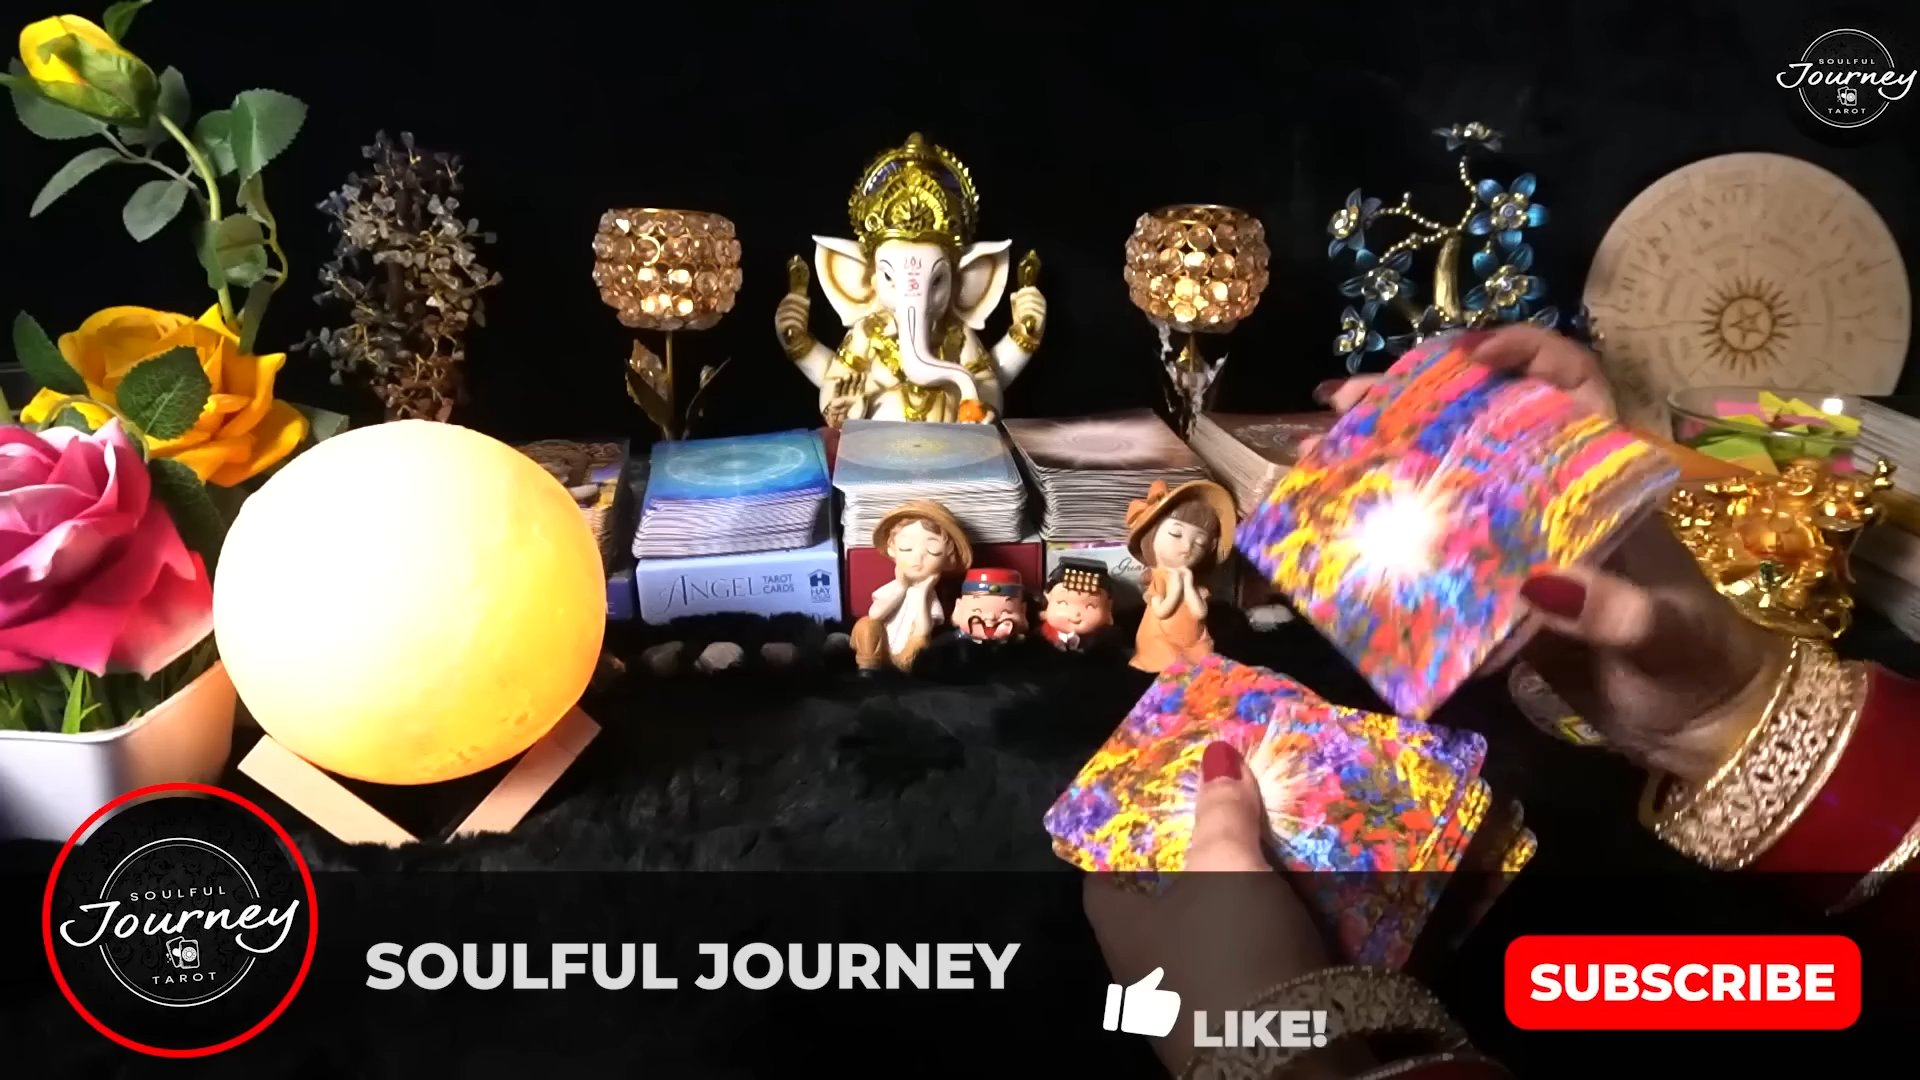 SOULFUL
Journey
TAROT
ANGEL TAROT
CARDS
HAY
HOUSE
SOULFUL
Journey
TAROT
SOULFUL JOURNEY
LIKE!
SUBSCRIBE